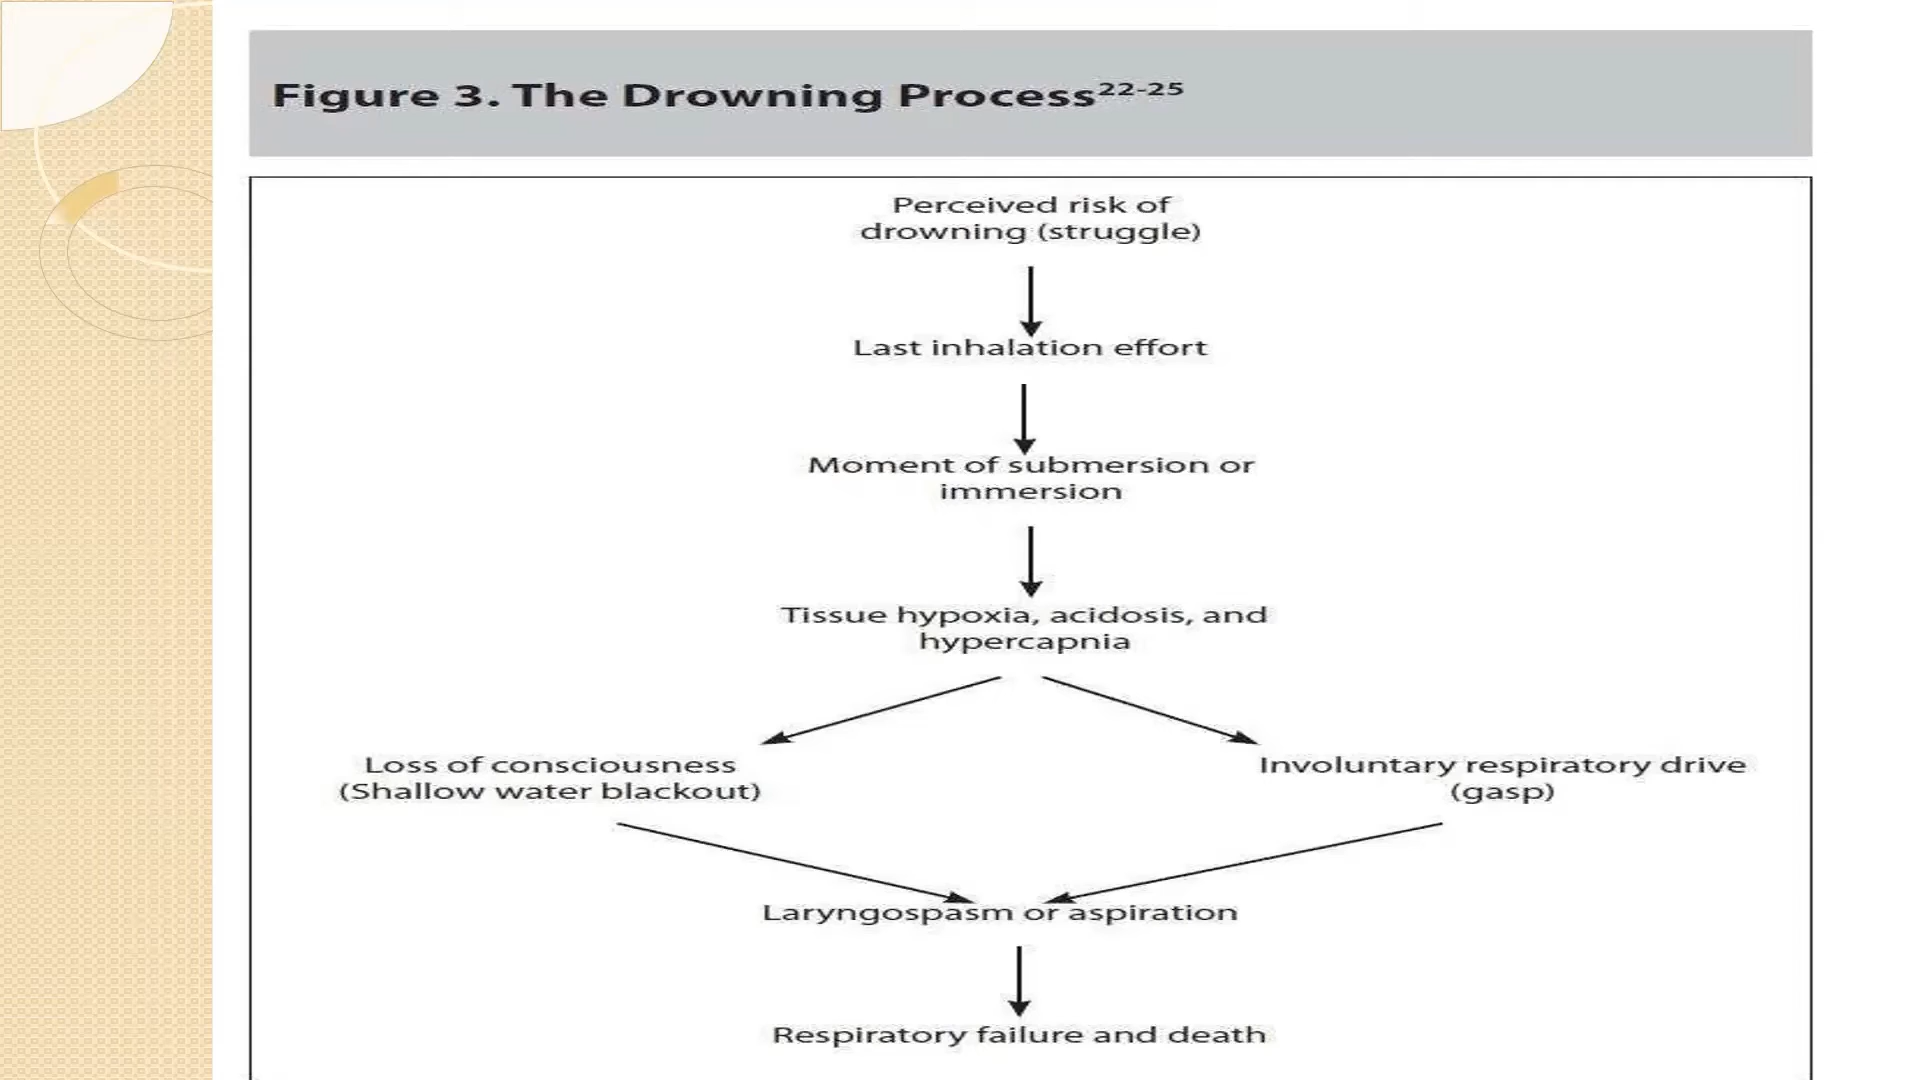 Figure 3. The Drowning Process22-25
Perceived risk of
drowning (struggle)
Last inhalation effort
Moment of submersion or
immersion
Tissue hypoxia, acidosis, and
hypercapnia
Loss of consciousness
(Shallow water blackout)
Involuntary respiratory drive
(gasp)
Laryngospasm or aspiration
Respiratory failure and death